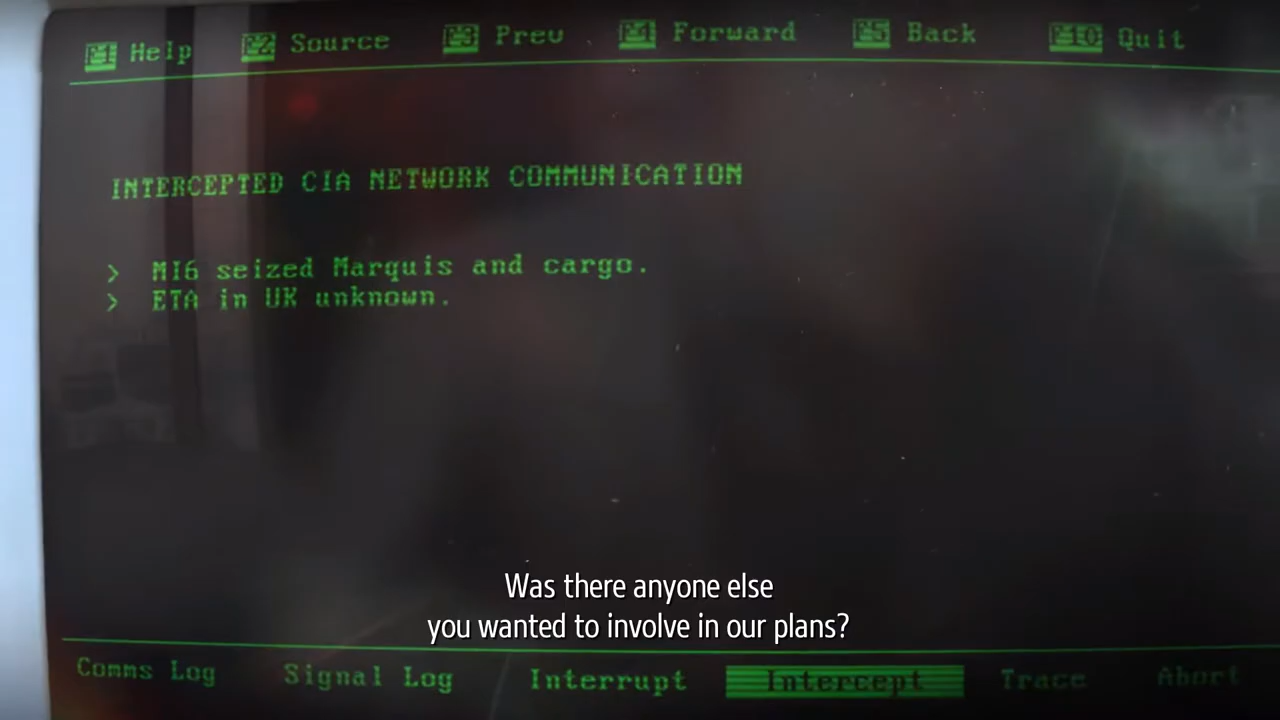 F1 Help F2 Source F3 Prev F4 Forward F5 Back F10 Quit
INTERCEPTED CIA NETWORK COMMUNICATION
> MI6 seized Marquis and cargo.
> ETA in UK unknown.
Was there anyone else
you wanted to involve in our plans?
Comms Log Signal Log Interrupt Intercept Trace Abort